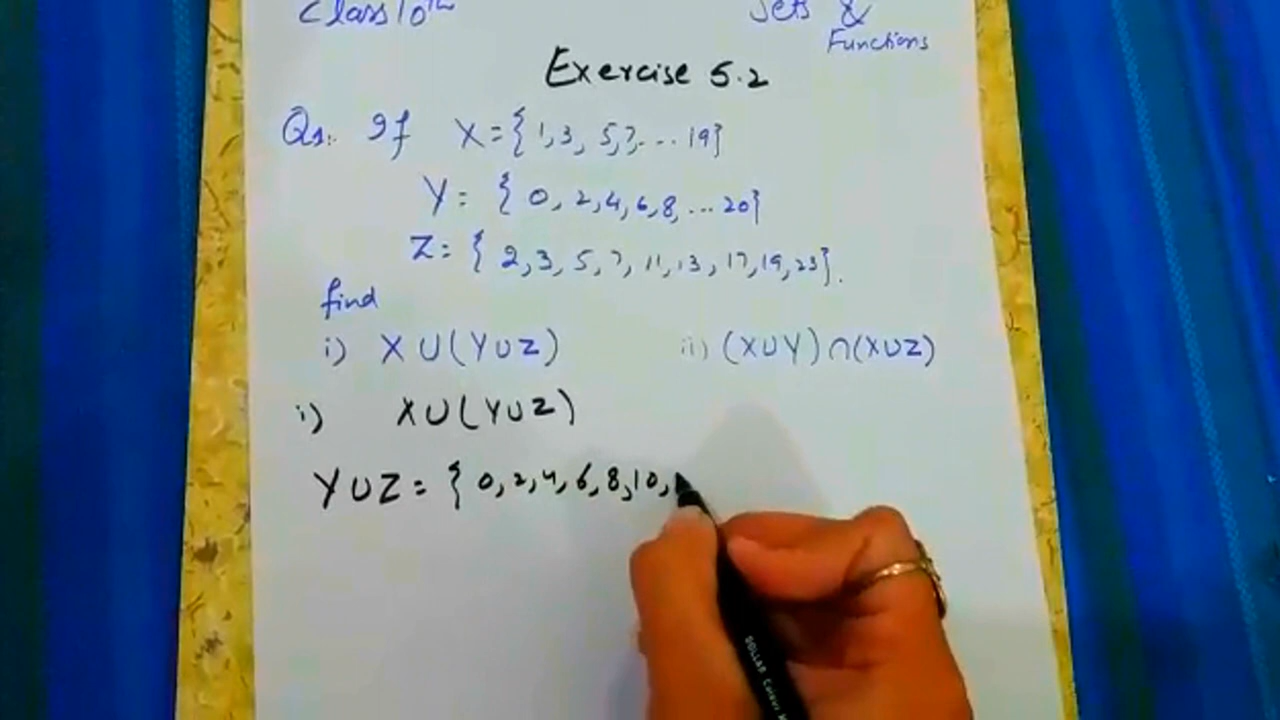 Class 10th Sets &
Functions
Exercise 5.2
Q1: If X = { 1, 3, 5, 7, ... 19}
Y = { 0, 2, 4, 6, 8, ... 20}
Z = { 2, 3, 5, 7, 11, 13, 17, 19, 23}.
find
i) X ∪ (Y ∪ Z) ii) (X ∪ Y) ∩ (X ∪ Z)
i) X ∪ (Y ∪ Z)
Y ∪ Z = { 0, 2, 4, 6, 8, 10,
DOLLAR